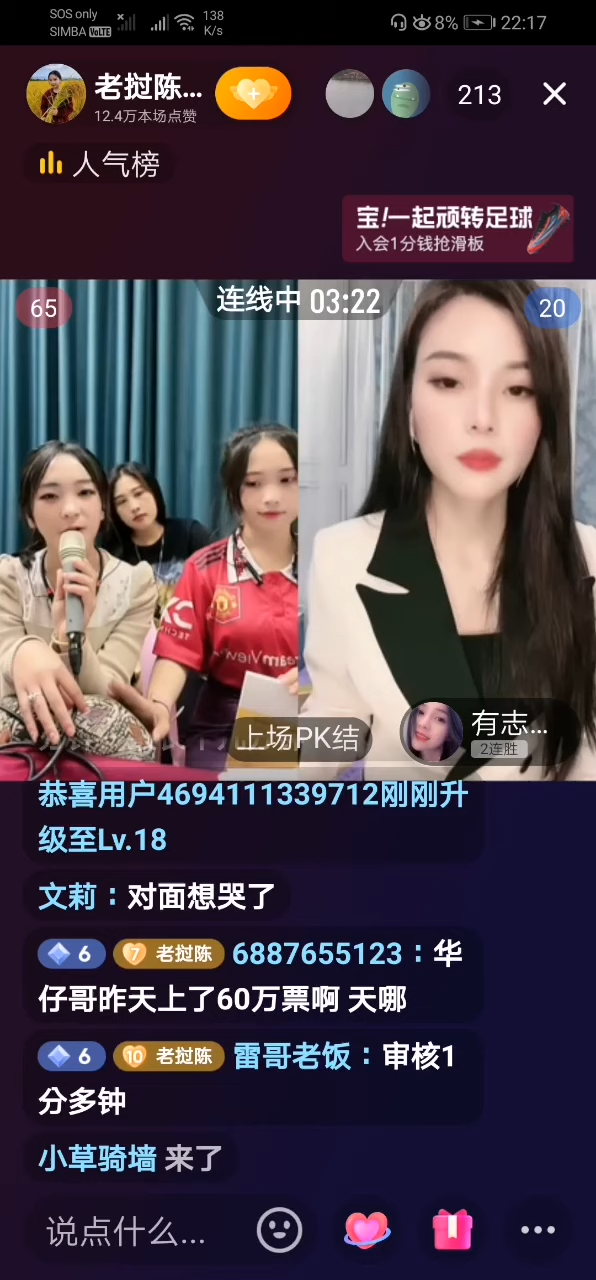 SOS only
SIMBA VoLTE
138
K/s
8%
22:17
老挝陈...
12.4万本场点赞
213
人气榜
宝!一起顽转足球
入会1分钱抢滑板
65
连线中 03:22
20
TeamViewer
上场PK结
有志...
2连胜
恭喜用户4694111339712刚刚升
级至Lv.18
文莉：对面想哭了
6 7 老挝陈 6887655123：华
仔哥昨天上了60万票啊 天哪
6 10 老挝陈 雷哥老饭：审核1
分多钟
小草骑墙 来了
说点什么...